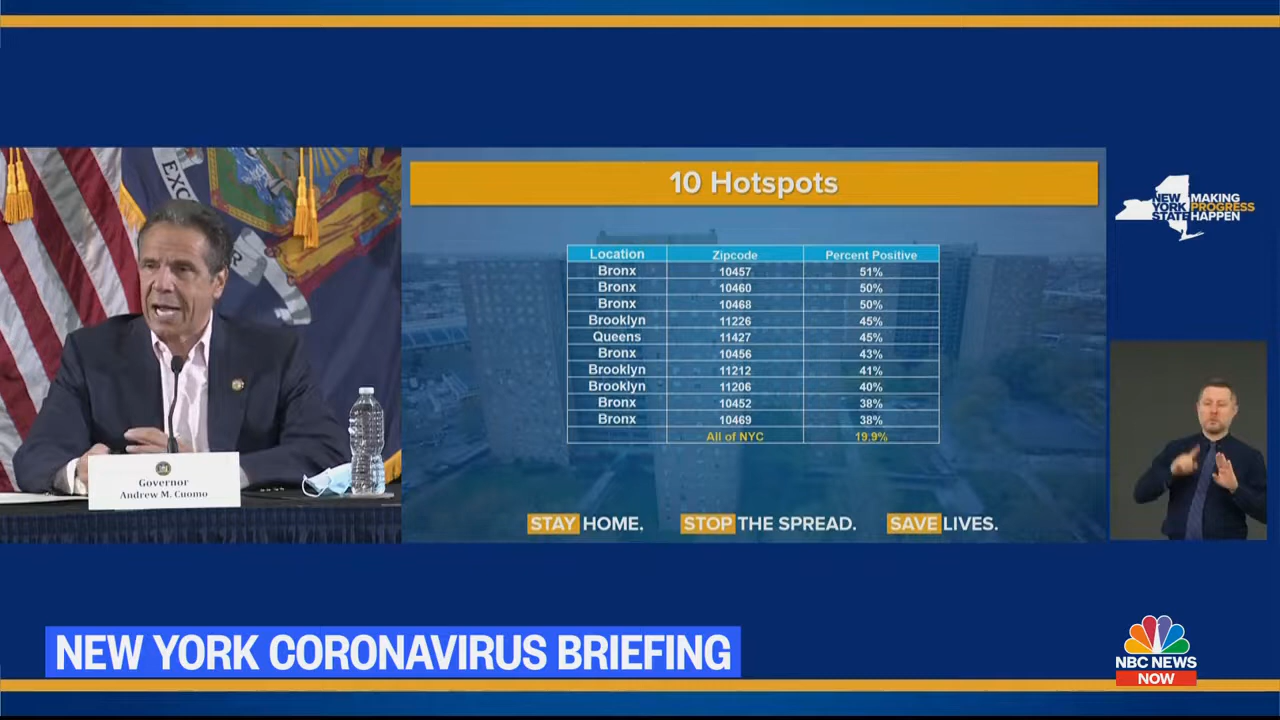 EXC
OR
Governor
Andrew M. Cuomo
10 Hotspots
Location Zipcode Percent Positive
Bronx 10457 51%
Bronx 10460 50%
Bronx 10468 50%
Brooklyn 11226 45%
Queens 11427 45%
Bronx 10456 43%
Brooklyn 11212 41%
Brooklyn 11206 40%
Bronx 10452 38%
Bronx 10469 38%
All of NYC 19.9%
STAY HOME. STOP THE SPREAD. SAVE LIVES.
NEW YORK STATE
MAKING PROGRESS HAPPEN
NEW YORK CORONAVIRUS BRIEFING
NBC NEWS
NOW